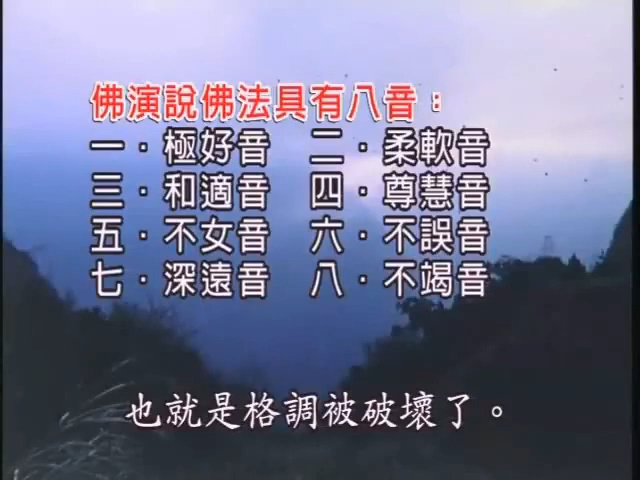 佛演說佛法具有八音：
一．極好音　二．柔軟音
三．和適音　四．尊慧音
五．不女音　六．不誤音
七．深遠音　八．不竭音
也就是格調被破壞了。